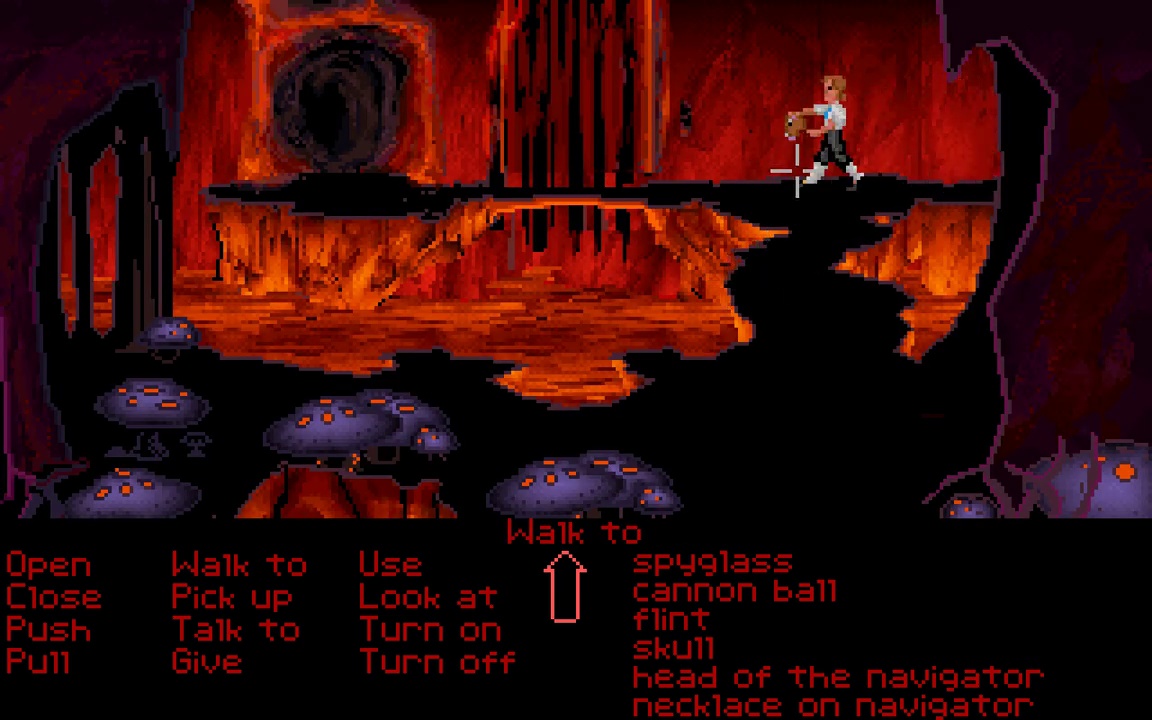 Walk to
Open Walk to Use
Close Pick up Look at
Push Talk to Turn on
Pull Give Turn off
spyglass
cannon ball
flint
skull
head of the navigator
necklace on navigator